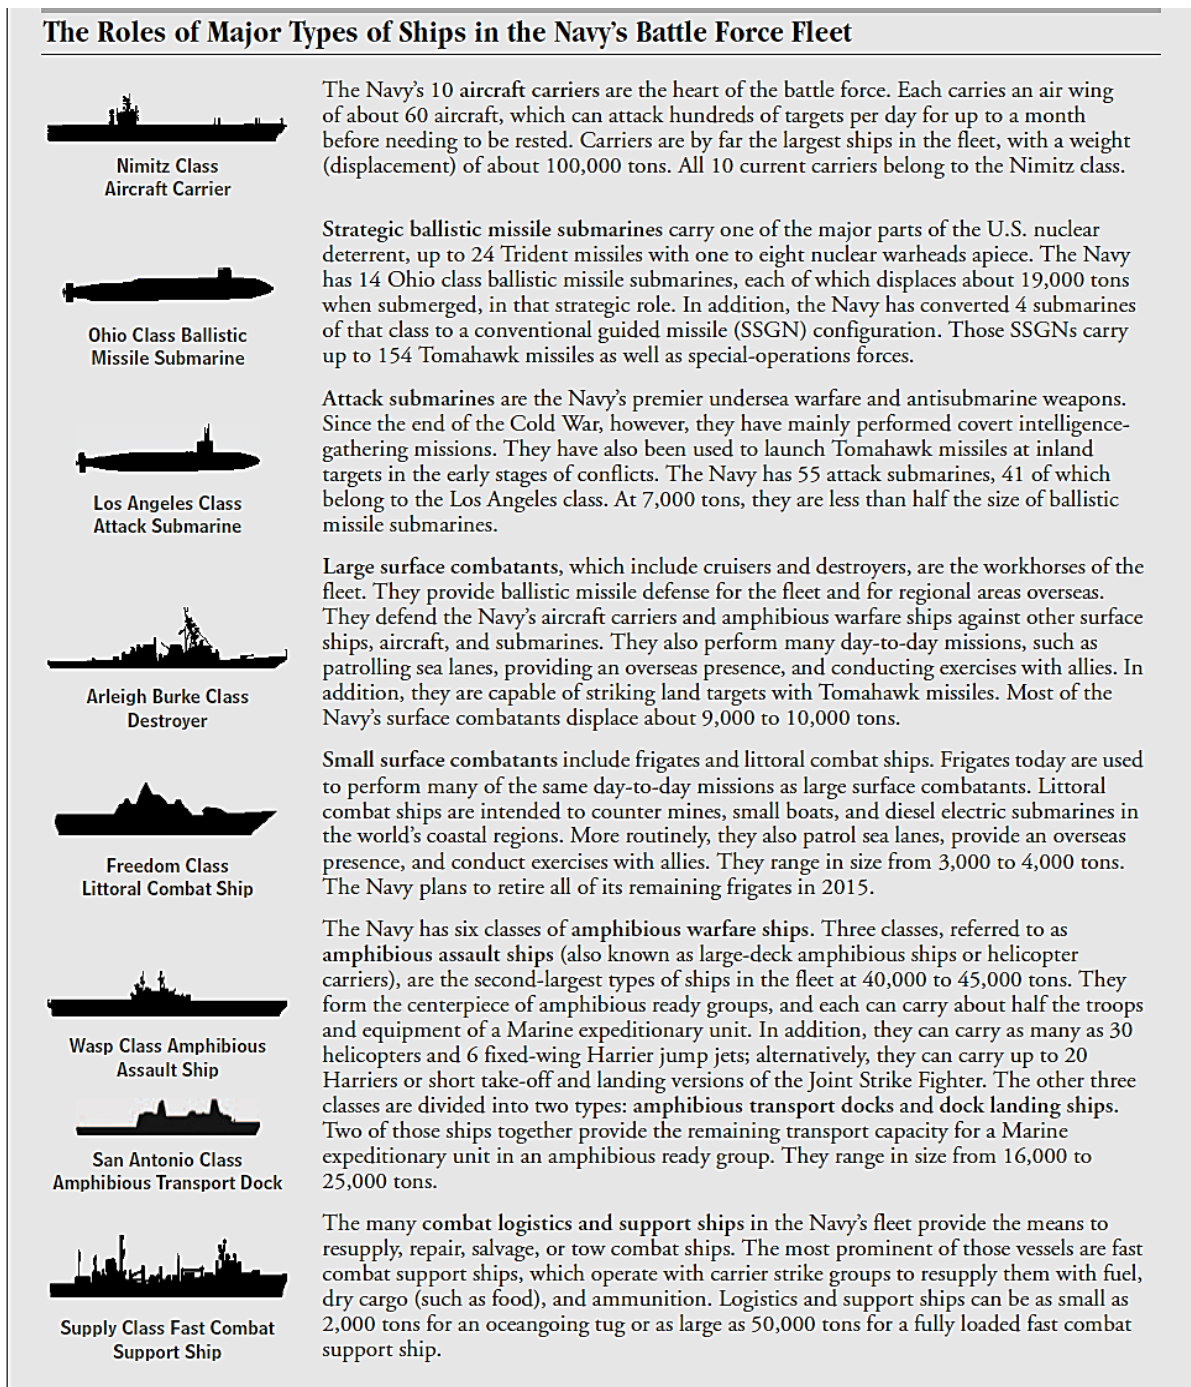 The Roles of Major Types of Ships in the Navy's Battle Force Fleet
Nimitz Class
Aircraft Carrier
The Navy's 10 aircraft carriers are the heart of the battle force. Each carries an air wing
of about 60 aircraft, which can attack hundreds of targets per day for up to a month
before needing to be rested. Carriers are by far the largest ships in the fleet, with a weight
(displacement) of about 100,000 tons. All 10 current carriers belong to the Nimitz class.
Ohio Class Ballistic
Missile Submarine
Strategic ballistic missile submarines carry one of the major parts of the U.S. nuclear
deterrent, up to 24 Trident missiles with one to eight nuclear warheads apiece. The Navy
has 14 Ohio class ballistic missile submarines, each of which displaces about 19,000 tons
when submerged, in that strategic role. In addition, the Navy has converted 4 submarines
of that class to a conventional guided missile (SSGN) configuration. Those SSGNs carry
up to 154 Tomahawk missiles as well as special-operations forces.
Los Angeles Class
Attack Submarine
Attack submarines are the Navy's premier undersea warfare and antisubmarine weapons.
Since the end of the Cold War, however, they have mainly performed covert intelligence-
gathering missions. They have also been used to launch Tomahawk missiles at inland
targets in the early stages of conflicts. The Navy has 55 attack submarines, 41 of which
belong to the Los Angeles class. At 7,000 tons, they are less than half the size of ballistic
missile submarines.
Arleigh Burke Class
Destroyer
Large surface combatants, which include cruisers and destroyers, are the workhorses of the
fleet. They provide ballistic missile defense for the fleet and for regional areas overseas.
They defend the Navy's aircraft carriers and amphibious warfare ships against other surface
ships, aircraft, and submarines. They also perform many day-to-day missions, such as
patrolling sea lanes, providing an overseas presence, and conducting exercises with allies. In
addition, they are capable of striking land targets with Tomahawk missiles. Most of the
Navy's surface combatants displace about 9,000 to 10,000 tons.
Freedom Class
Littoral Combat Ship
Small surface combatants include frigates and littoral combat ships. Frigates today are used
to perform many of the same day-to-day missions as large surface combatants. Littoral
combat ships are intended to counter mines, small boats, and diesel electric submarines in
the world's coastal regions. More routinely, they also patrol sea lanes, provide an overseas
presence, and conduct exercises with allies. They range in size from 3,000 to 4,000 tons.
The Navy plans to retire all of its remaining frigates in 2015.
Wasp Class Amphibious
Assault Ship
San Antonio Class
Amphibious Transport Dock
The Navy has six classes of amphibious warfare ships. Three classes, referred to as
amphibious assault ships (also known as large-deck amphibious ships or helicopter
carriers), are the second-largest types of ships in the fleet at 40,000 to 45,000 tons. They
form the centerpiece of amphibious ready groups, and each can carry about half the troops
and equipment of a Marine expeditionary unit. In addition, they can carry as many as 30
helicopters and 6 fixed-wing Harrier jump jets; alternatively, they can carry up to 20
Harriers or short take-off and landing versions of the Joint Strike Fighter. The other three
classes are divided into two types: amphibious transport docks and dock landing ships.
Two of those ships together provide the remaining transport capacity for a Marine
expeditionary unit in an amphibious ready group. They range in size from 16,000 to
25,000 tons.
Supply Class Fast Combat
Support Ship
The many combat logistics and support ships in the Navy's fleet provide the means to
resupply, repair, salvage, or tow combat ships. The most prominent of those vessels are fast
combat support ships, which operate with carrier strike groups to resupply them with fuel,
dry cargo (such as food), and ammunition. Logistics and support ships can be as small as
2,000 tons for an oceangoing tug or as large as 50,000 tons for a fully loaded fast combat
support ship.